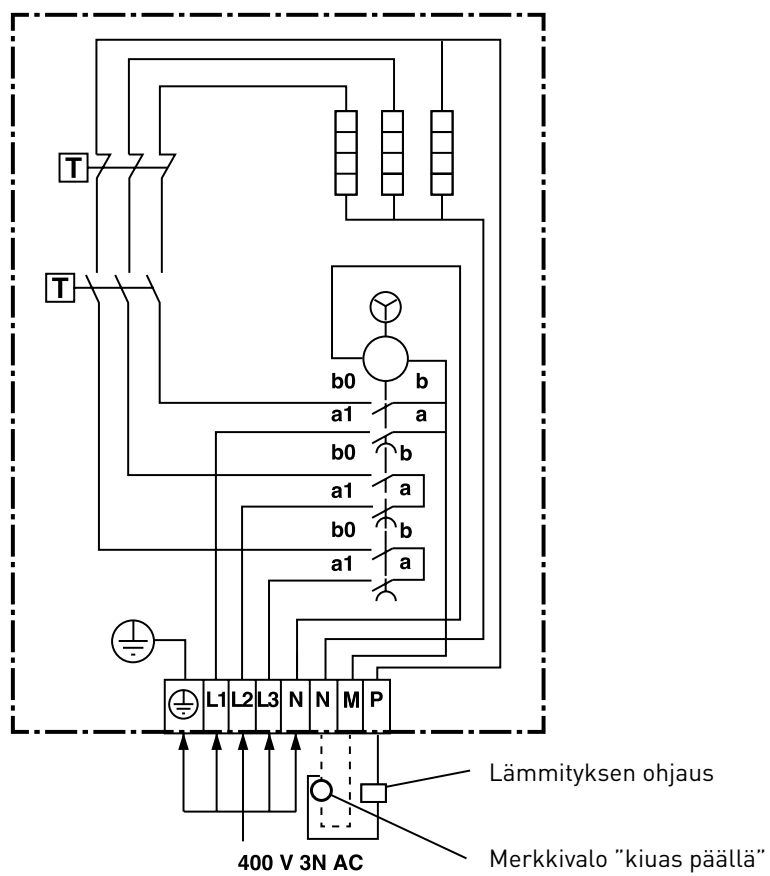 T
T
b0 b
a1 a
b0 b
a1 a
b0 b
a1 a
L1 L2 L3 N N M P
Lämmityksen ohjaus
400 V 3N AC
Merkkivalo ”kiuas päällä”